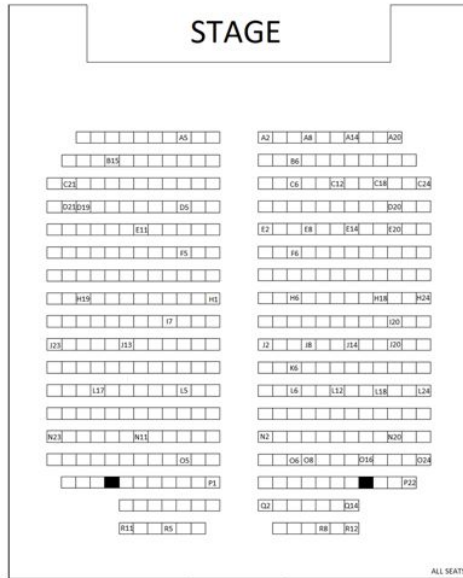 STAGE
A5 A2 A8 A14 A20
B15 B6
C21 C6 C12 C18 C24
D21 D19 D5 D20
E11 E2 E8 E14 E20
F5 F6
H19 H1 H6 H18 H24
I7 I20
J23 J13 J2 J8 J14 J20
K6
L17 L5 L6 L12 L18 L24
N23 N11 N2 N20
O5 O6 O8 O16 O24
P1 P22
Q2 Q14
R11 R5 R8 R12
ALL SEATS